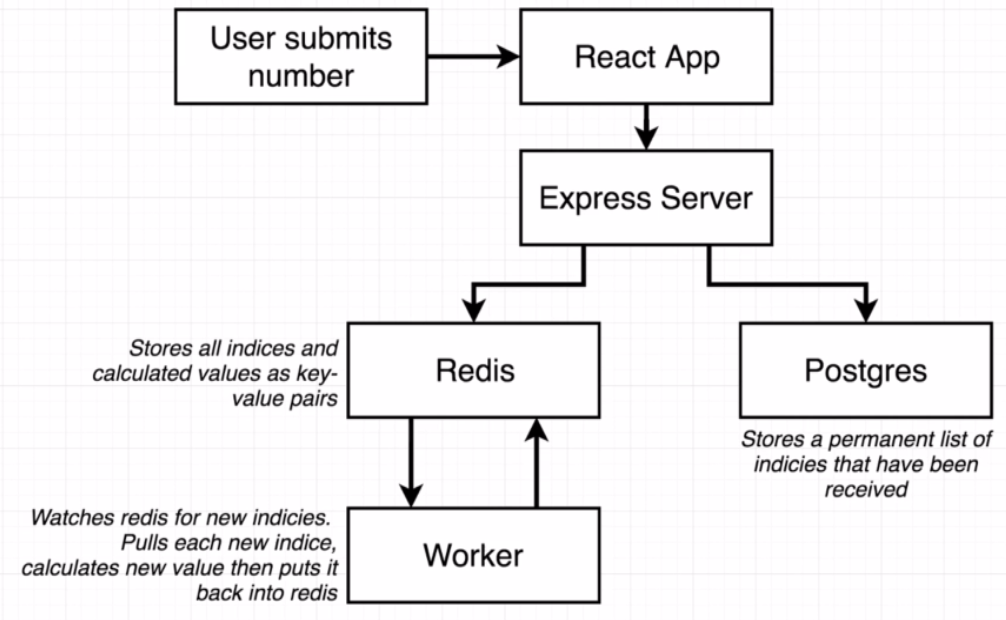 User submits
number
React App
Express Server
Stores all indices and
calculated values as key-
value pairs
Redis
Postgres
Stores a permanent list of
indicies that have been
received
Watches redis for new indicies.
Pulls each new indice,
calculates new value then puts it
back into redis
Worker